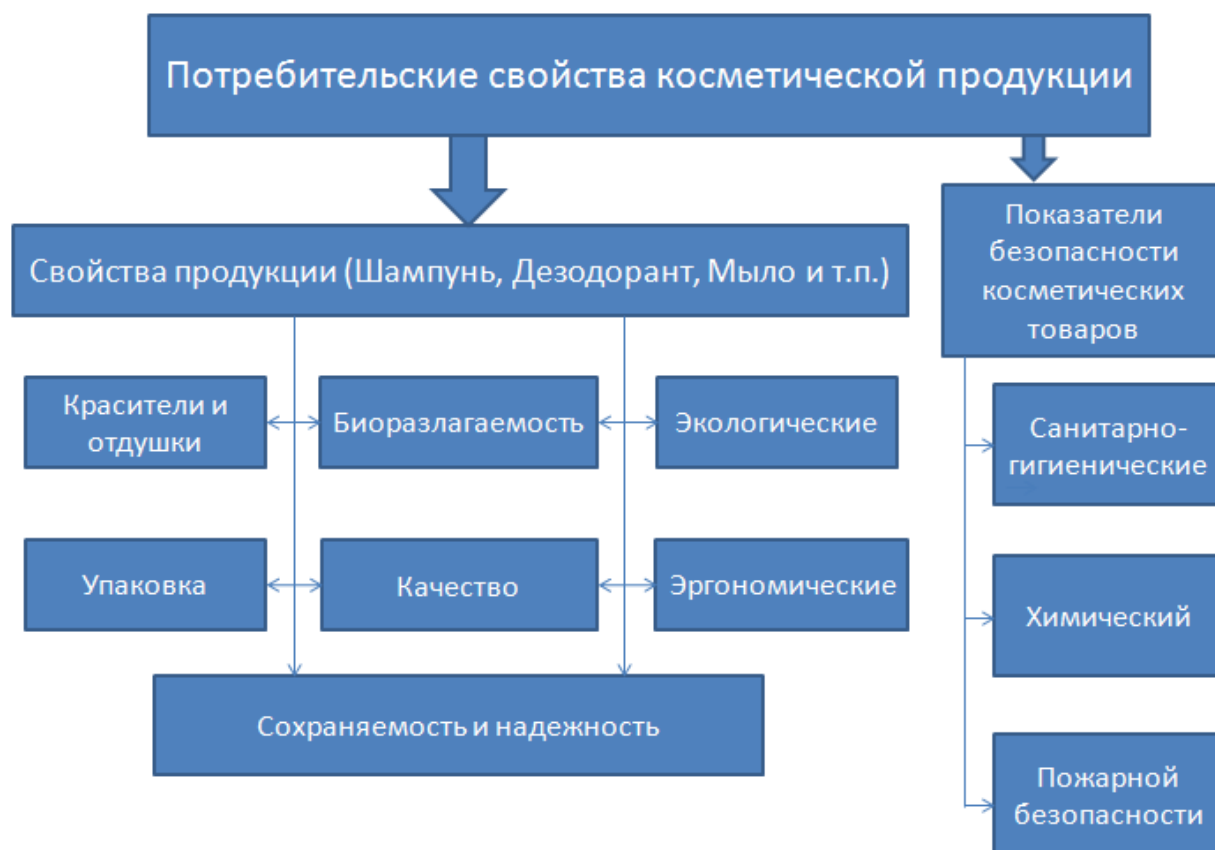 Потребительские свойства косметической продукции
Свойства продукции (Шампунь, Дезодорант, Мыло и т.п.)
Показатели
безопасности
косметических
товаров
Красители и
отдушки
Биоразлагаемость
Экологические
Санитарно-
гигиенические
Упаковка
Качество
Эргономические
Химический
Сохраняемость и надежность
Пожарной
безопасности